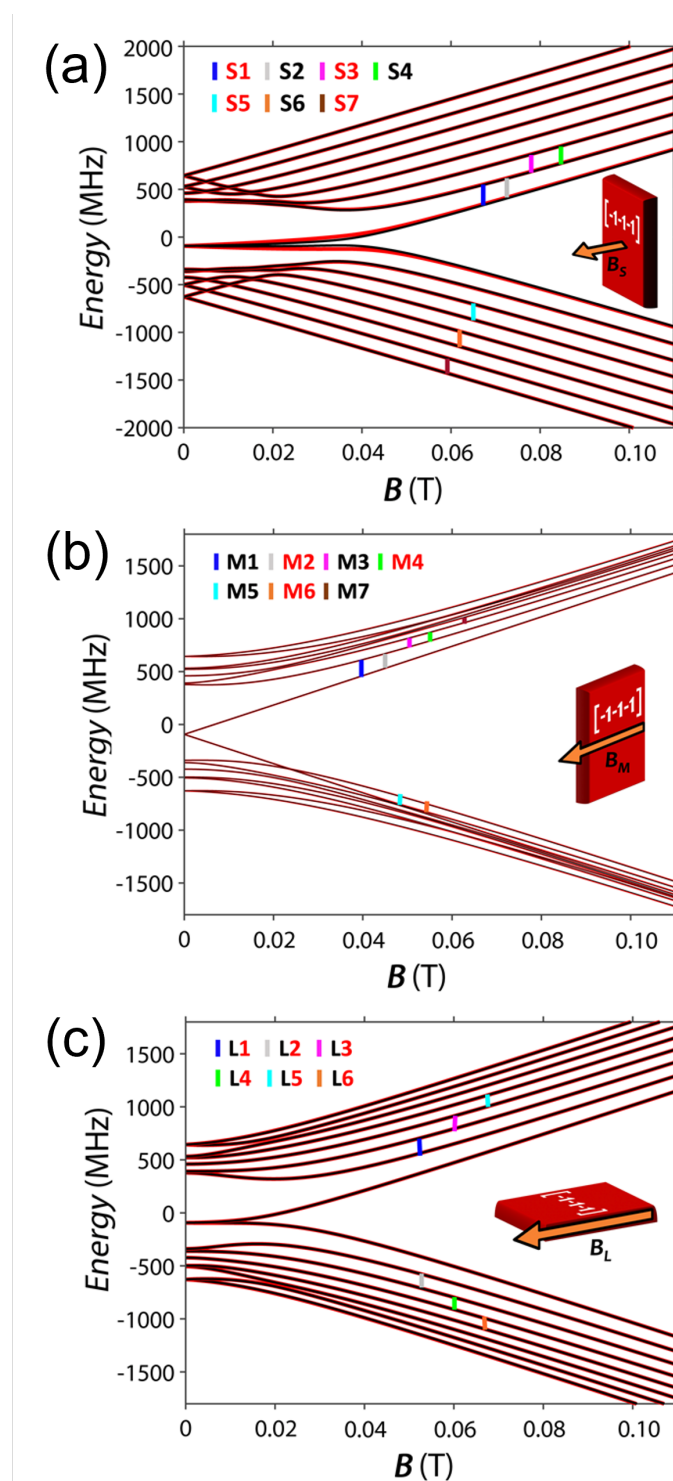 (a)
S1 S2 S3 S4
S5 S6 S7
2000
1500
1000
500
0
-500
-1000
-1500
-2000
Energy (MHz)
[-1-1-1]
B_S
0 0.02 0.04 0.06 0.08 0.10
B (T)
(b)
M1 M2 M3 M4
M5 M6 M7
1500
1000
500
0
-500
-1000
-1500
Energy (MHz)
[-1-1-1]
B_M
0 0.02 0.04 0.06 0.08 0.10
B (T)
(c)
L1 L2 L3
L4 L5 L6
1500
1000
500
0
-500
-1000
-1500
Energy (MHz)
[-1-1-1]
B_L
0 0.02 0.04 0.06 0.08 0.10
B (T)